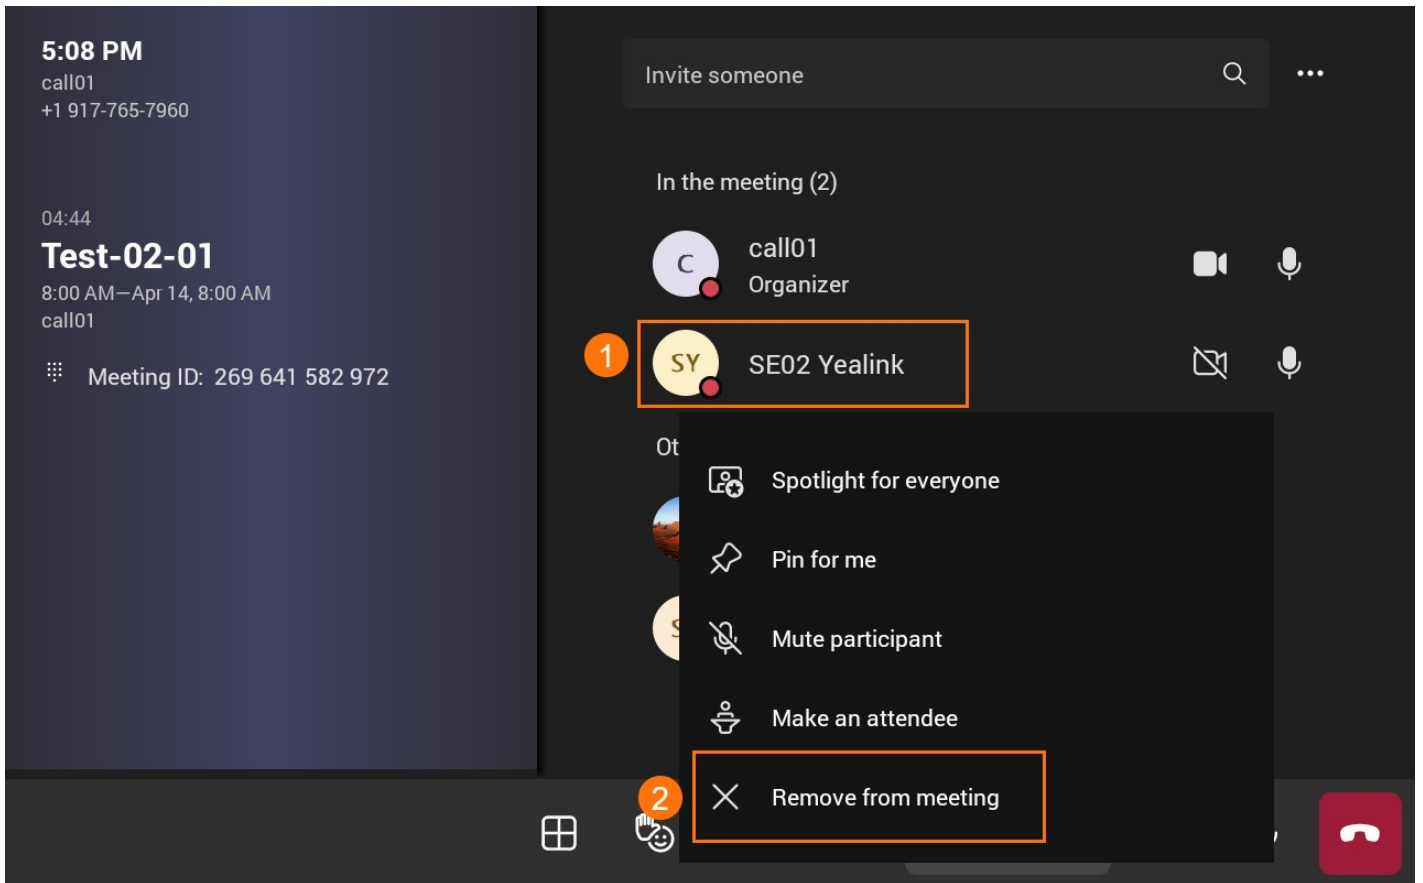 5:08 PM
call01
+1 917-765-7960
04:44
Test-02-01
8:00 AM—Apr 14, 8:00 AM
call01
Meeting ID: 269 641 582 972
Invite someone
In the meeting (2)
C
call01
Organizer
1
SY
SE02 Yealink
Ot
Spotlight for everyone
Pin for me
S
Mute participant
Make an attendee
2
Remove from meeting